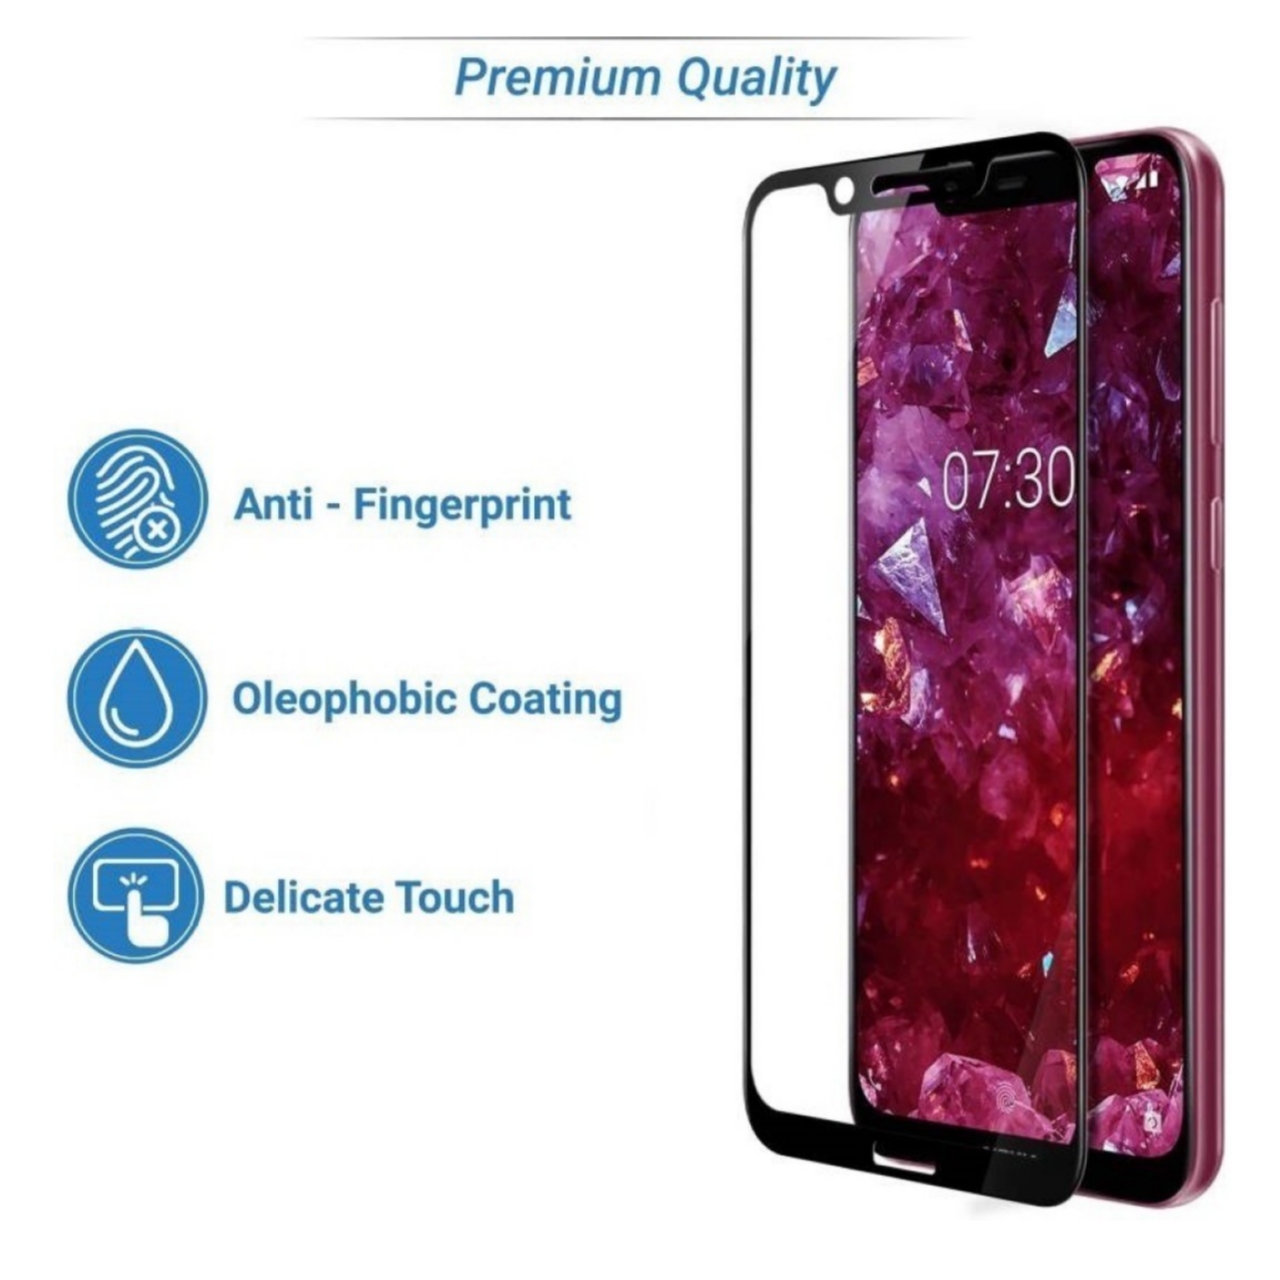 Premium Quality
07:30
Anti - Fingerprint
Oleophobic Coating
Delicate Touch